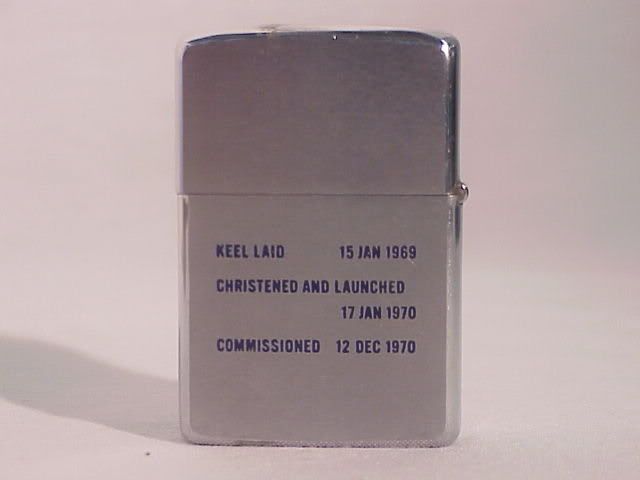 KEEL LAID 15 JAN 1969
CHRISTENED AND LAUNCHED
17 JAN 1970
COMMISSIONED 12 DEC 1970